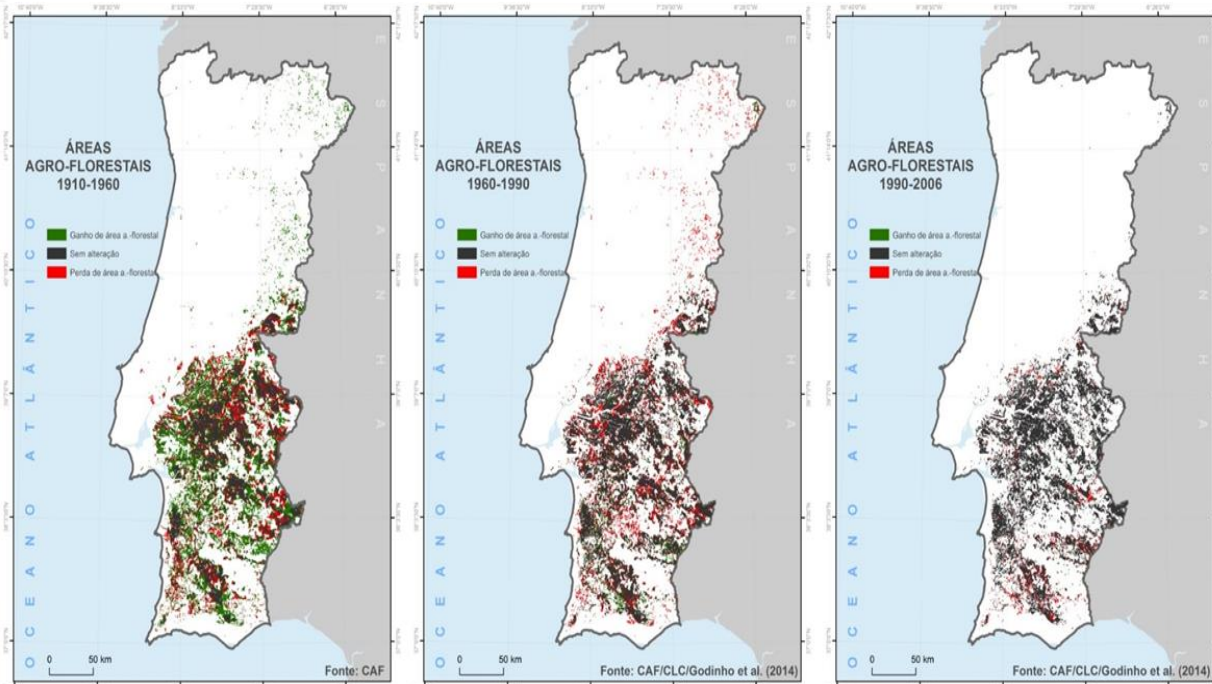 ÁREAS
AGRO-FLORESTAIS
1910-1960
Ganho de área a.-florestal
Sem alteração
Perda de área a.-florestal
OCEANO ATLÂNTICO
ESPANHA
0 50 km
Fonte: CAF
ÁREAS
AGRO-FLORESTAIS
1960-1990
Ganho de área a.-florestal
Sem alteração
Perda de área a.-florestal
OCEANO ATLÂNTICO
ESPANHA
0 50 km
Fonte: CAF/CLC/Godinho et al. (2014)
ÁREAS
AGRO-FLORESTAIS
1990-2006
Ganho de área a.-florestal
Sem alteração
Perda de área a.-florestal
OCEANO ATLÂNTICO
ESPANHA
0 50 km
Fonte: CAF/CLC/Godinho et al. (2014)